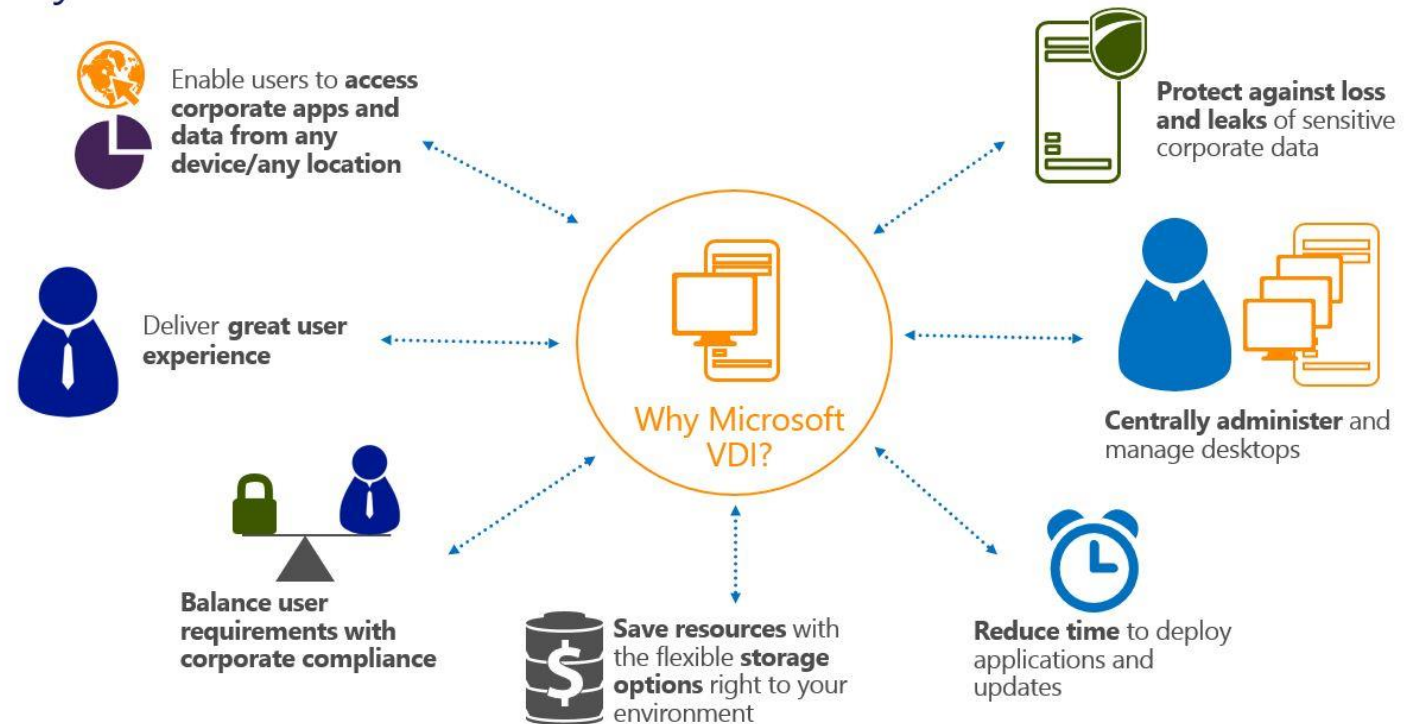 Enable users to access
corporate apps and
data from any
device/any location
Protect against loss
and leaks of sensitive
corporate data
Deliver great user
experience
Why Microsoft
VDI?
Centrally administer and
manage desktops
Balance user
requirements with
corporate compliance
$
Save resources with
the flexible storage
options right to your
environment
Reduce time to deploy
applications and
updates